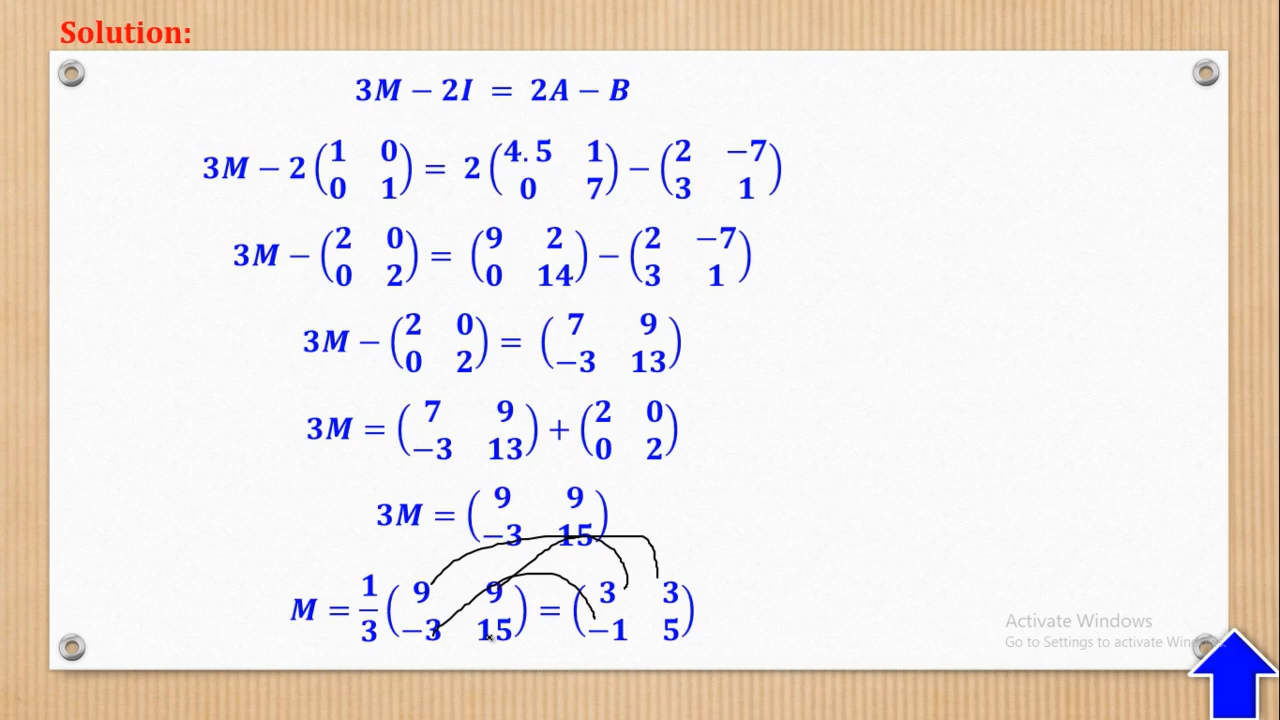 Solution:
3M − 2I = 2A − B
3M − 2 (1 0 0 1) = 2 (4.5 1 0 7) − (2 −7 3 1)
3M − (2 0 0 2) = (9 2 0 14) − (2 −7 3 1)
3M − (2 0 0 2) = (7 9 −3 13)
3M = (7 9 −3 13) + (2 0 0 2)
3M = (9 9 −3 15)
M = 1/3 (9 9 −3 15) = (3 3 −1 5)
Activate Windows
Go to Settings to activate Windows.